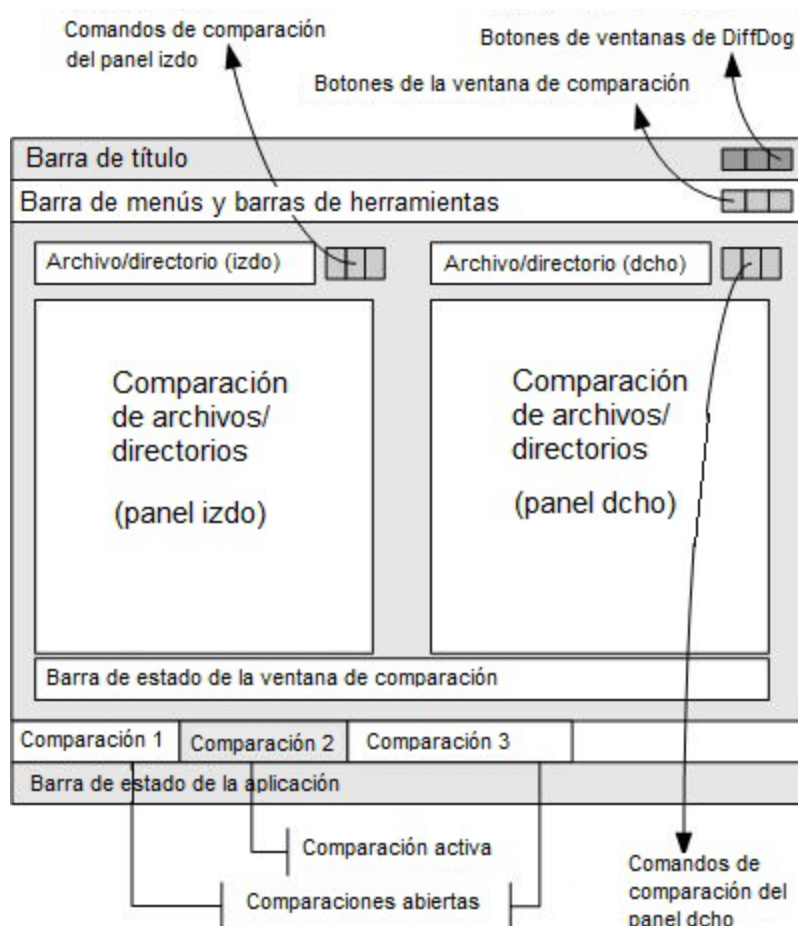 Comandos de comparación
del panel izdo
Botones de ventanas de DiffDog
Botones de la ventana de comparación
Barra de título
Barra de menús y barras de herramientas
Archivo/directorio (izdo)
Archivo/directorio (dcho)
Comparación
de archivos/
directorios
(panel izdo)
Comparación
de archivos/
directorios
(panel dcho)
Barra de estado de la ventana de comparación
Comparación 1
Comparación 2
Comparación 3
Barra de estado de la aplicación
Comparación activa
Comparaciones abiertas
Comandos de
comparación del
panel dcho